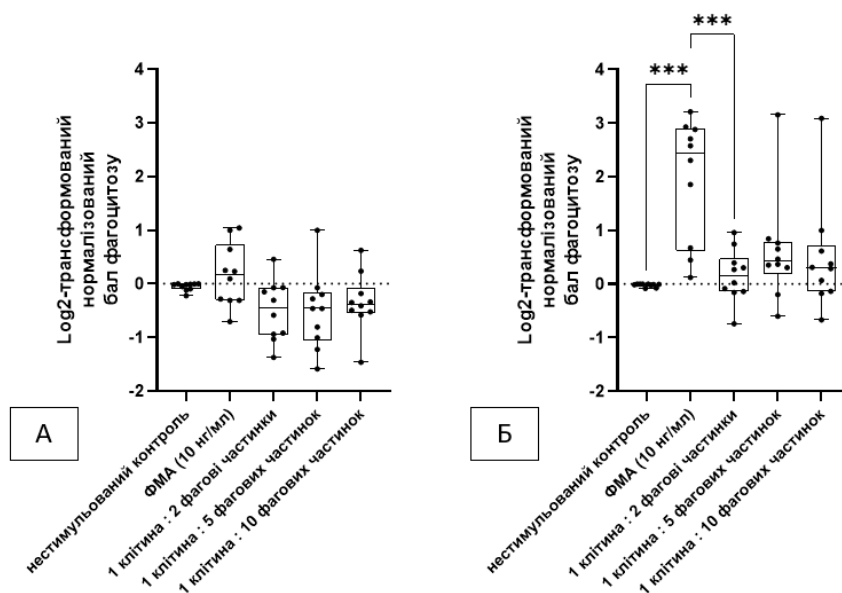 Log2-трансформований
нормалізований
бал фагоцитозу
4
3
2
1
0
-1
-2
нестимульований контроль
ФМА (10 нг/мл)
1 клітина : 2 фагові частинки
1 клітина : 5 фагових частинок
1 клітина : 10 фагових частинок
А
Log2-трансформований
нормалізований
бал фагоцитозу
4
3
2
1
0
-1
-2
***
***
нестимульований контроль
ФМА (10 нг/мл)
1 клітина : 2 фагові частинки
1 клітина : 5 фагових частинок
1 клітина : 10 фагових частинок
Б